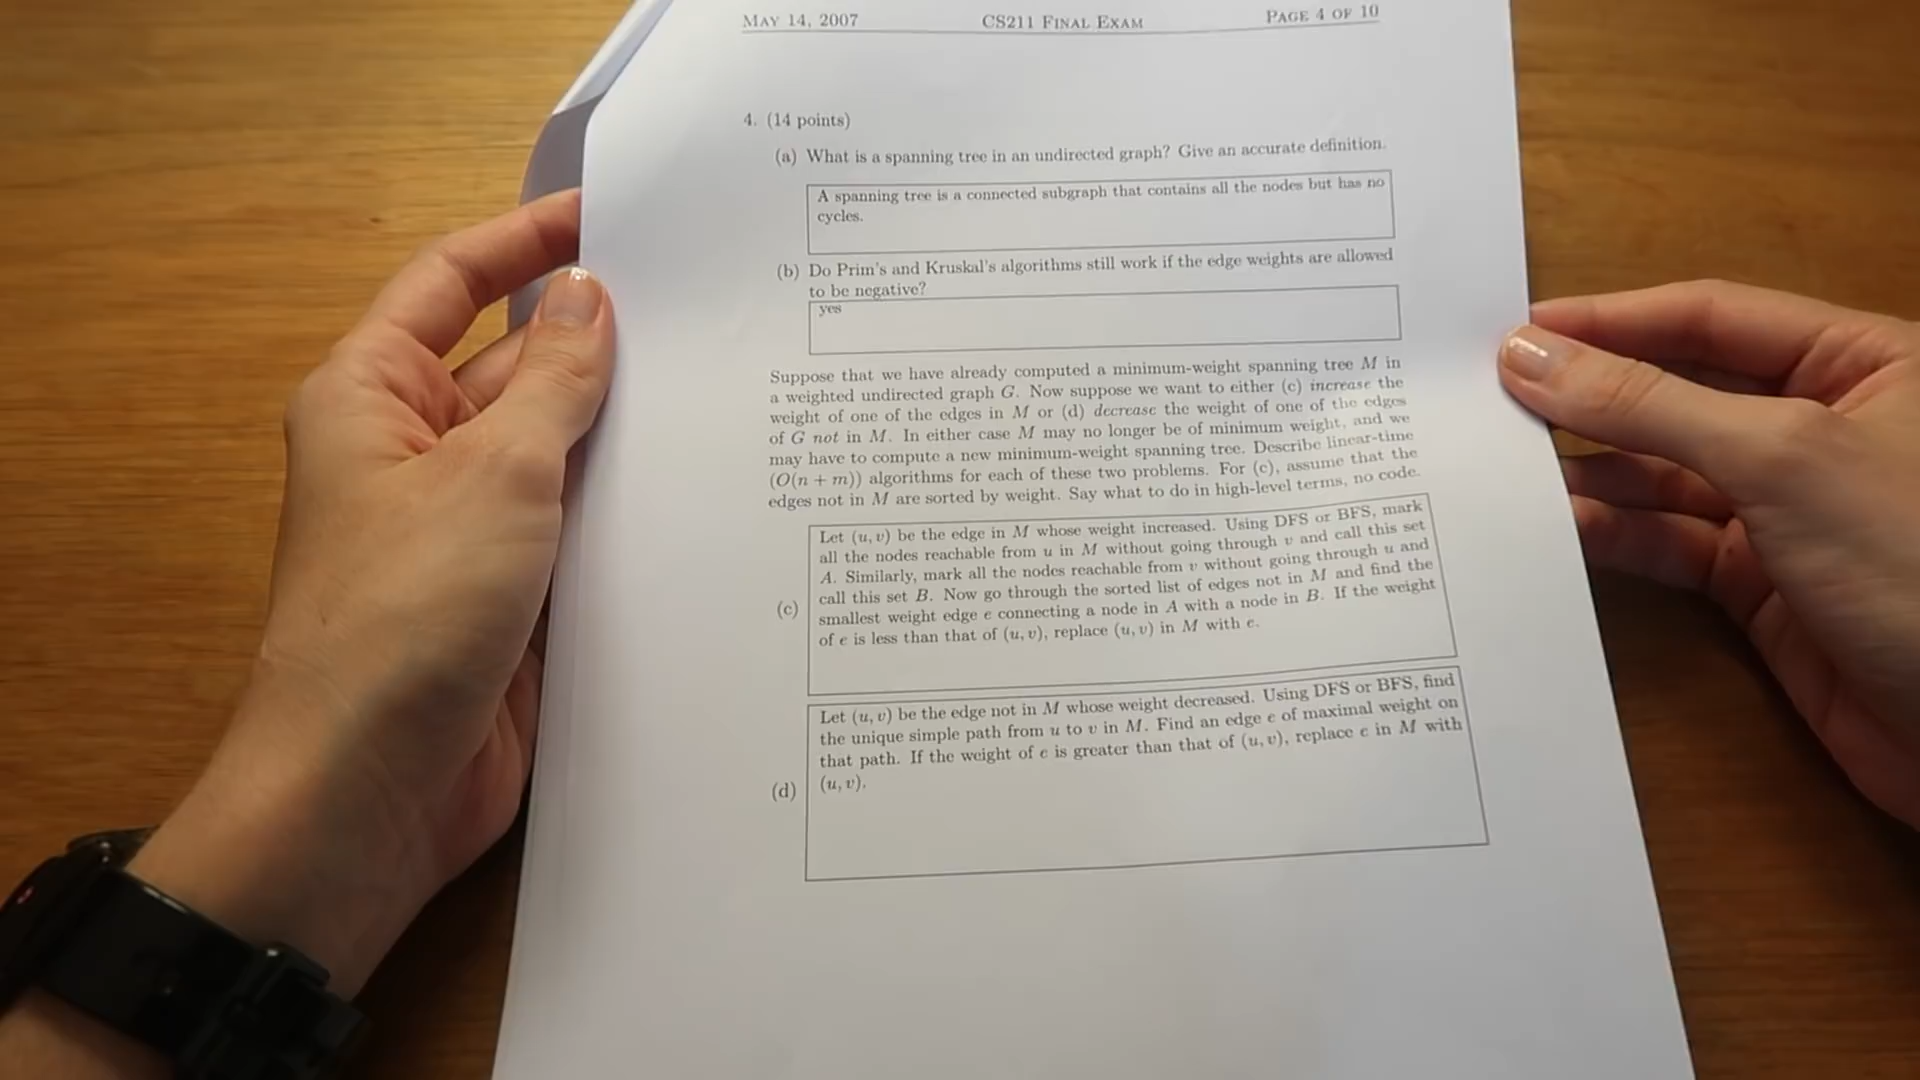 MAY 14, 2007 CS211 FINAL EXAM PAGE 4 OF 10
4. (14 points)
(a) What is a spanning tree in an undirected graph? Give an accurate definition.
A spanning tree is a connected subgraph that contains all the nodes but has no
cycles.
(b) Do Prim's and Kruskal's algorithms still work if the edge weights are allowed
to be negative?
yes
Suppose that we have already computed a minimum-weight spanning tree M in
a weighted undirected graph G. Now suppose we want to either (c) increase the
weight of one of the edges in M or (d) decrease the weight of one of the edges
of G not in M. In either case M may no longer be of minimum weight, and we
may have to compute a new minimum-weight spanning tree. Describe linear-time
(O(n + m)) algorithms for each of these two problems. For (c), assume that the
edges not in M are sorted by weight. Say what to do in high-level terms, no code.
Let (u, v) be the edge in M whose weight increased. Using DFS or BFS, mark
all the nodes reachable from u in M without going through v and call this set
A. Similarly, mark all the nodes reachable from v without going through u and
call this set B. Now go through the sorted list of edges not in M and find the
(c) smallest weight edge e connecting a node in A with a node in B. If the weight
of e is less than that of (u, v), replace (u, v) in M with e.
Let (u, v) be the edge not in M whose weight decreased. Using DFS or BFS, find
the unique simple path from u to v in M. Find an edge e of maximal weight on
that path. If the weight of e is greater than that of (u, v), replace e in M with
(d) (u, v).